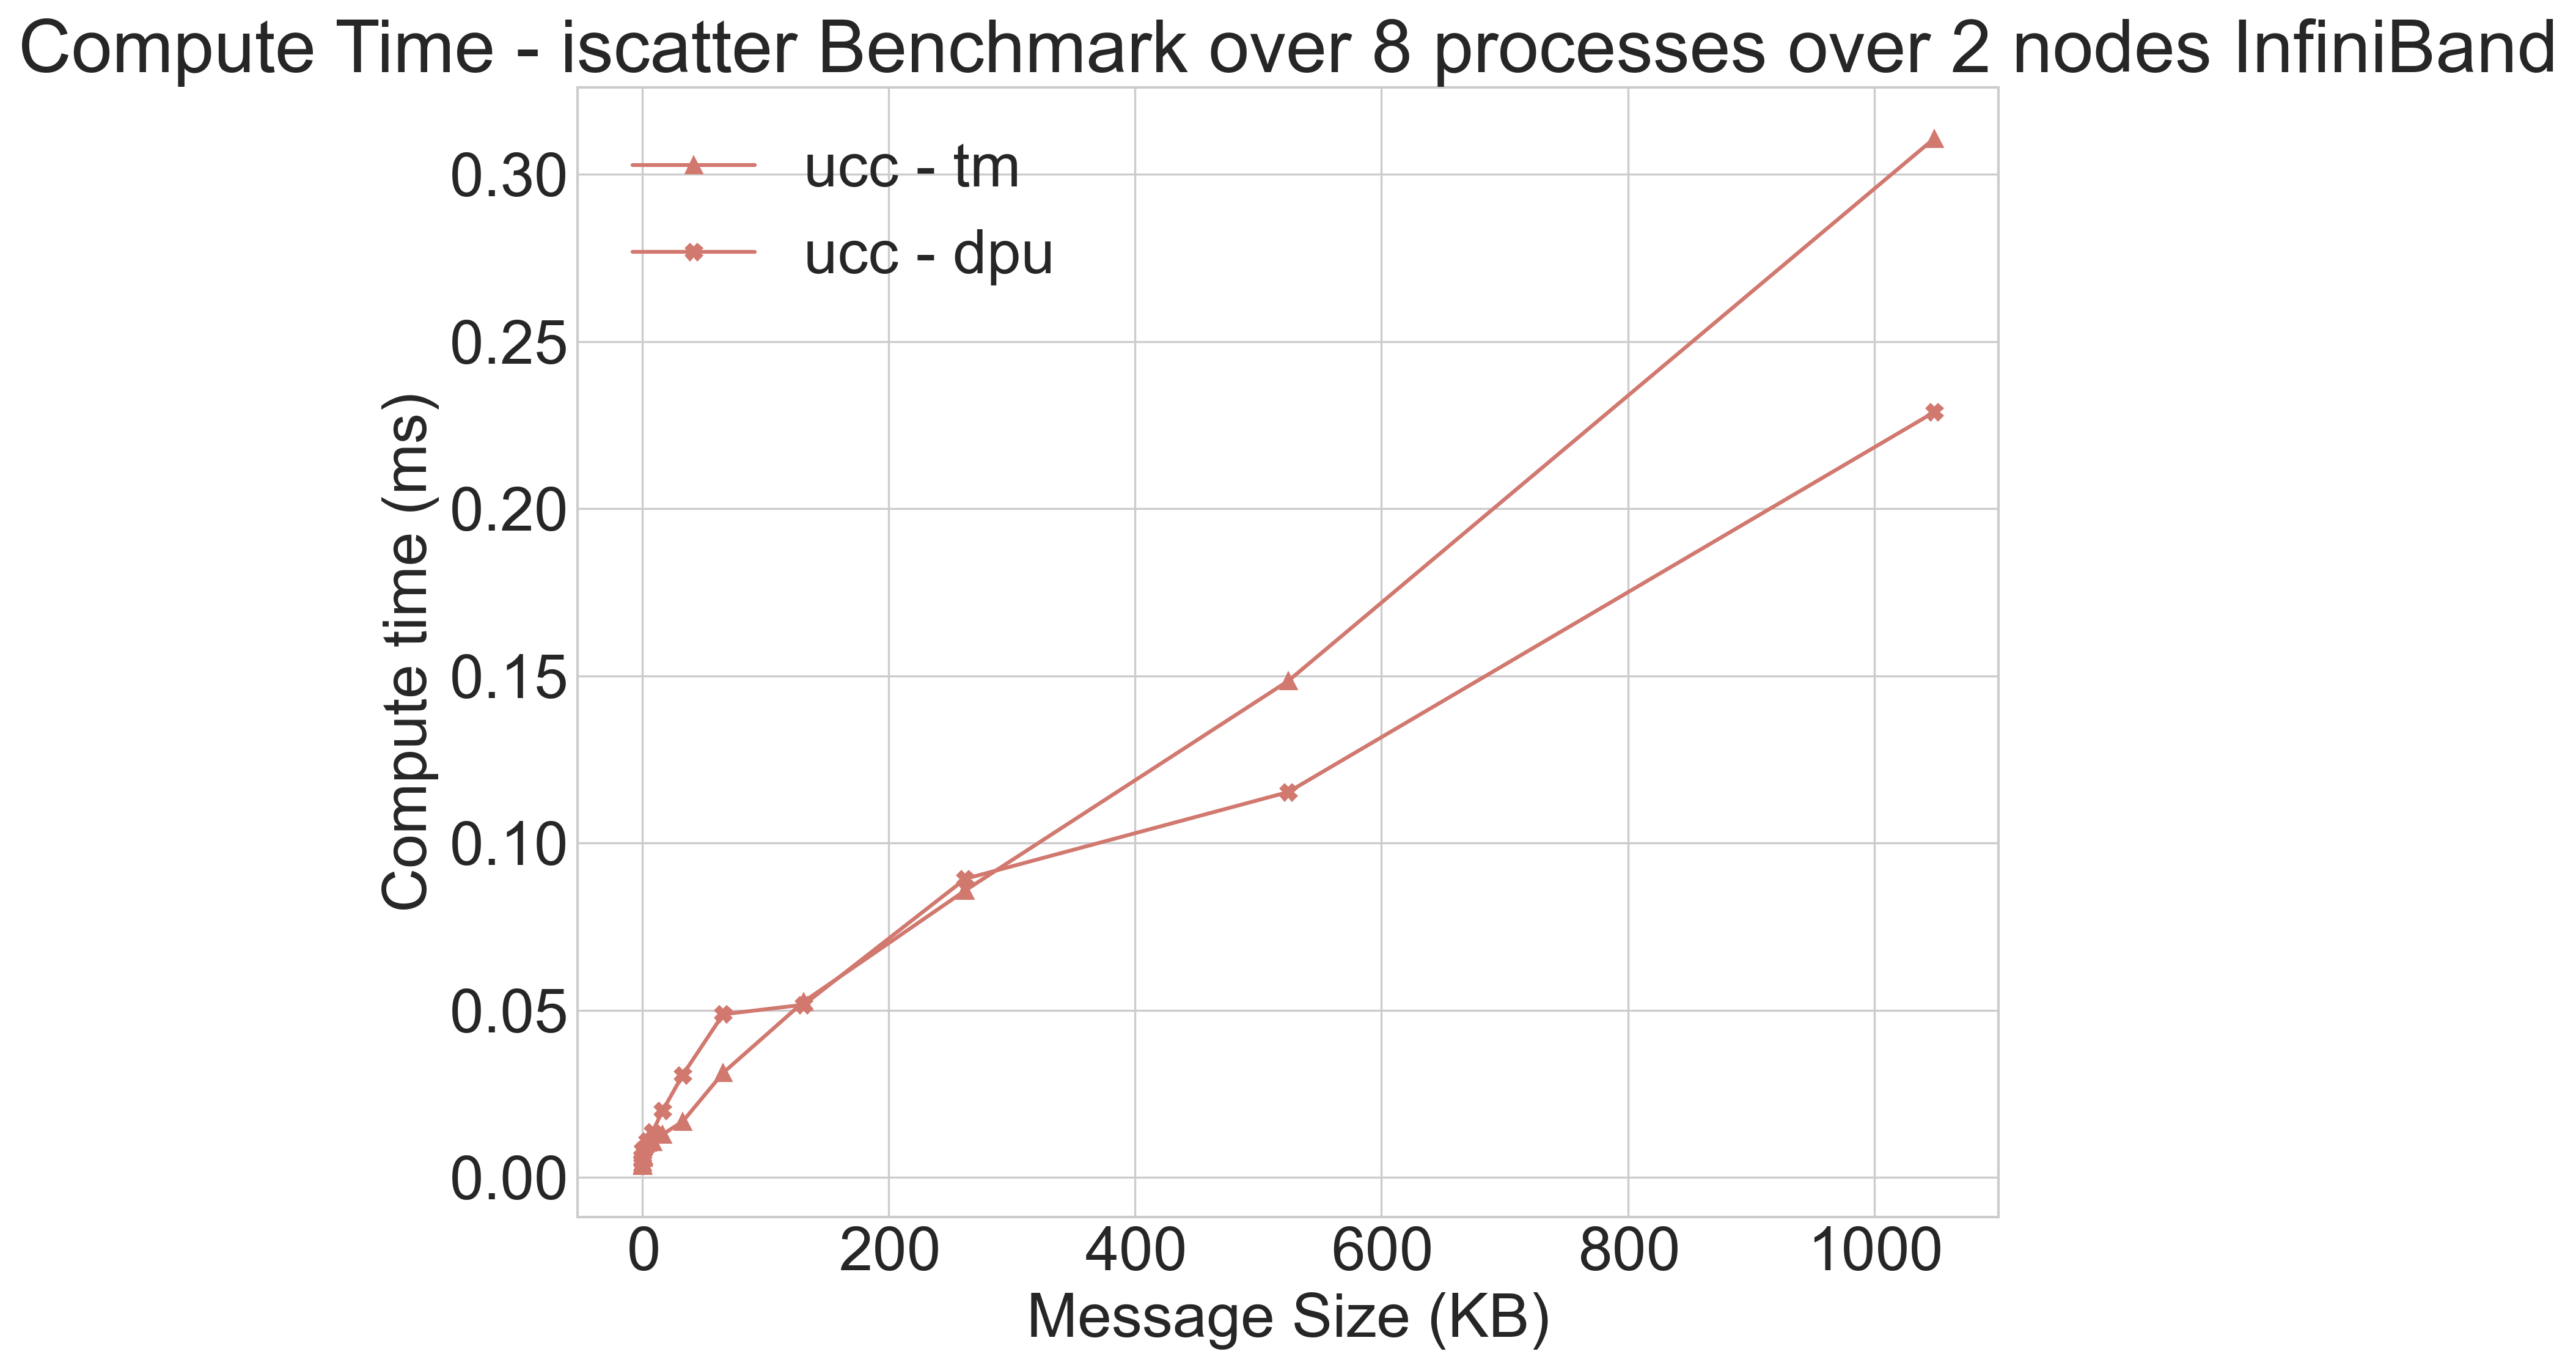 Compute Time - iscatter Benchmark over 8 processes over 2 nodes InfiniBand
ucc - tm
ucc - dpu
0.30
0.25
0.20
0.15
0.10
0.05
0.00
Compute time (ms)
0 200 400 600 800 1000
Message Size (KB)